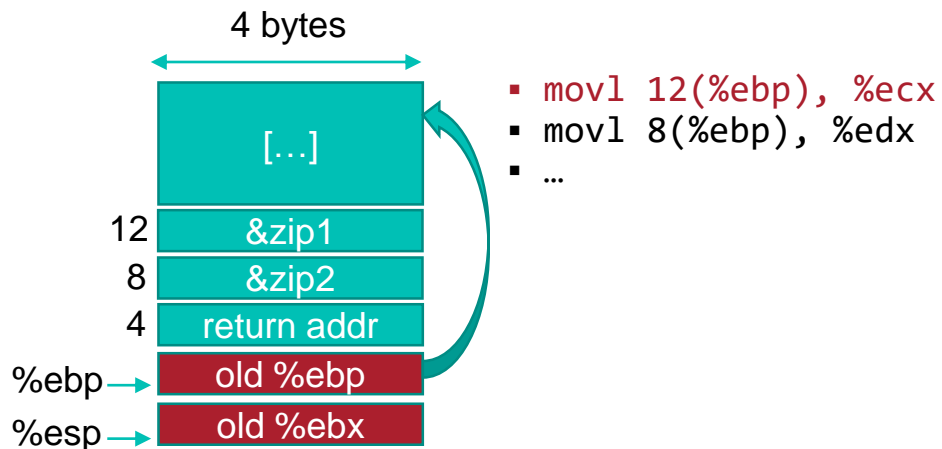 4 bytes
▪ movl 12(%ebp), %ecx
▪ movl 8(%ebp), %edx
▪ …
[…]
12 &zip1
8 &zip2
4 return addr
%ebp old %ebp
%esp old %ebx